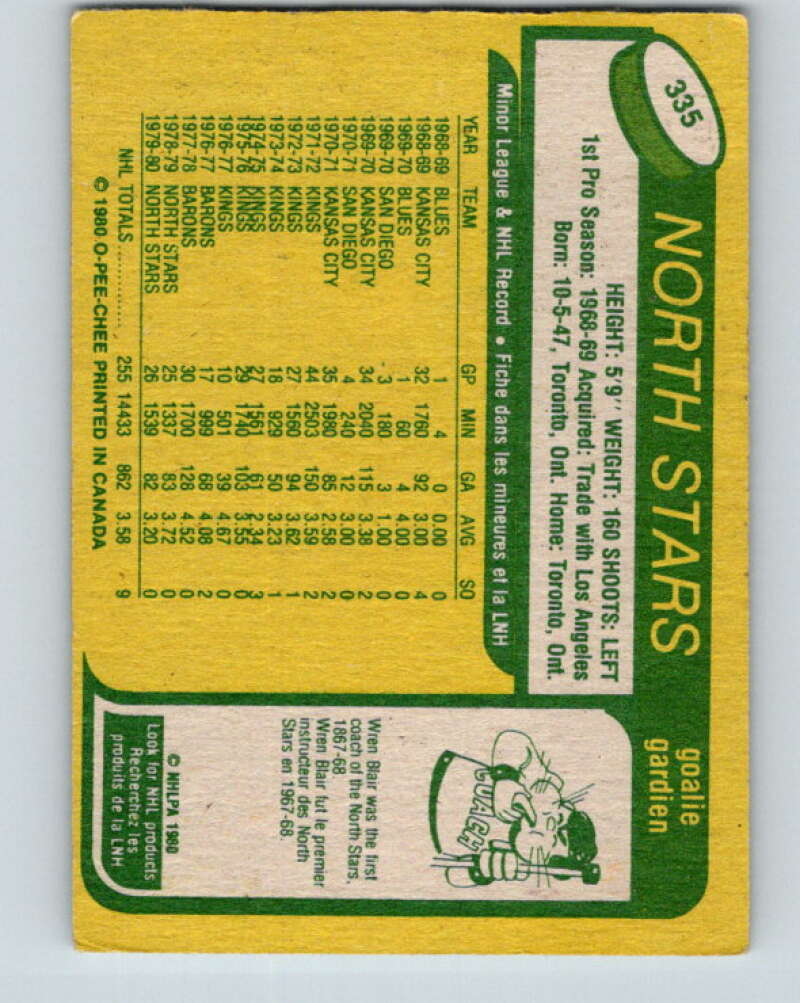 335
NORTH STARS
goalie
gardien
HEIGHT: 5'9'' WEIGHT: 160 SHOOTS: LEFT
1st Pro Season: 1968-69 Acquired: Trade with Los Angeles
Born: 10-5-47, Toronto, Ont. Home: Toronto, Ont.
Minor League & NHL Record • Fiche dans les mineures et la LNH
YEAR TEAM GP MIN GA AVG SO
1968-69 BLUES 1 4 0 0.00 0
1968-69 KANSAS CITY 32 1760 92 3.00 4
1969-70 BLUES 1 60 4 4.00 0
1969-70 SAN DIEGO 3 180 3 1.00 0
1969-70 KANSAS CITY 34 2040 115 3.38 2
1970-71 SAN DIEGO 4 240 12 3.00 0
1970-71 KANSAS CITY 35 1980 85 2.58 2
1971-72 KINGS 44 2503 150 3.59 2
1972-73 KINGS 27 1560 94 3.62 1
1973-74 KINGS 18 929 50 3.23 1
1974-75 KINGS 27 1561 61 2.34 3
1975-76 KINGS 29 1740 103 3.55 0
1976-77 KINGS 10 501 39 4.67 0
1976-77 BARONS 17 999 68 4.08 2
1977-78 BARONS 30 1700 128 4.52 0
1978-79 NORTH STARS 25 1337 83 3.72 0
1979-80 NORTH STARS 26 1539 82 3.20 0
NHL TOTALS .......... 255 14433 862 3.58 9
© 1980 O-PEE-CHEE PRINTED IN CANADA
COACH
Wren Blair was the first
coach of the North Stars,
1867-68.
Wren Blair fut le premier
instructeur des North
Stars en 1967-68.
© NHLPA 1980
Look for NHL products
Recherchez les
produits de la LNH